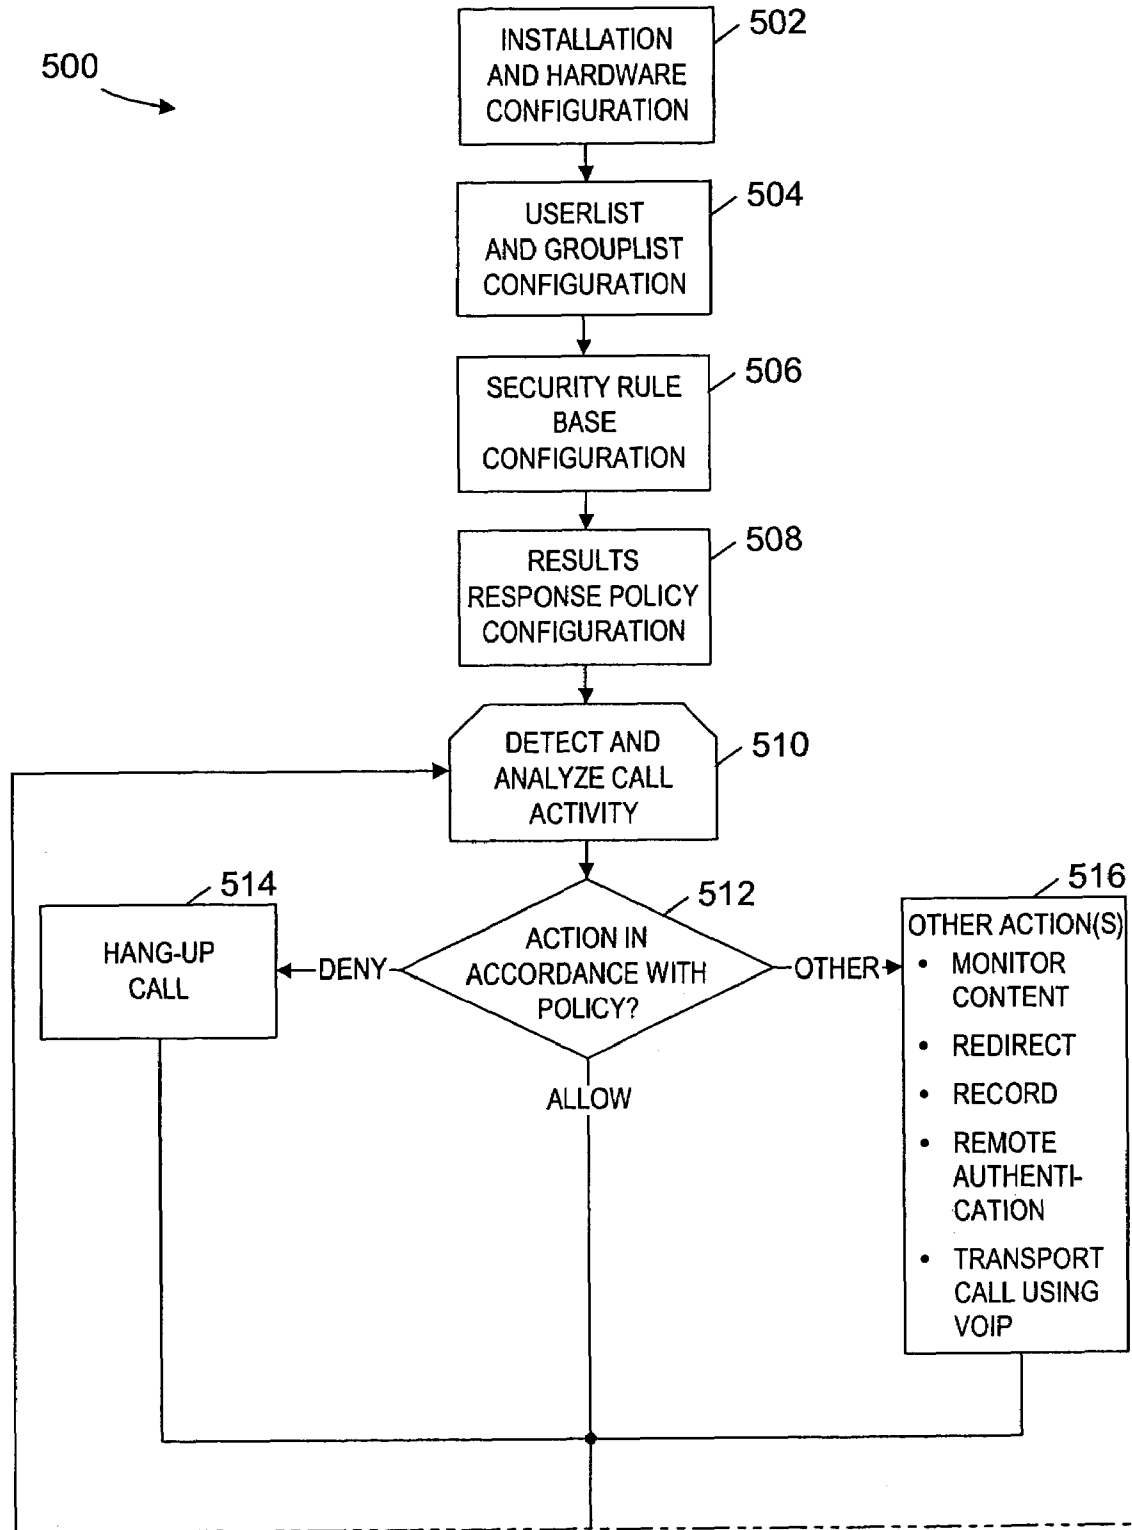 500
502
INSTALLATION
AND HARDWARE
CONFIGURATION
504
USERLIST
AND GROUPLIST
CONFIGURATION
506
SECURITY RULE
BASE
CONFIGURATION
508
RESULTS
RESPONSE POLICY
CONFIGURATION
510
DETECT AND
ANALYZE CALL
ACTIVITY
514
HANG-UP
CALL
DENY
512
ACTION IN
ACCORDANCE WITH
POLICY?
ALLOW
OTHER
516
OTHER ACTION(S)
• MONITOR
CONTENT
• REDIRECT
• RECORD
• REMOTE
AUTHENTI-
CATION
• TRANSPORT
CALL USING
VOIP